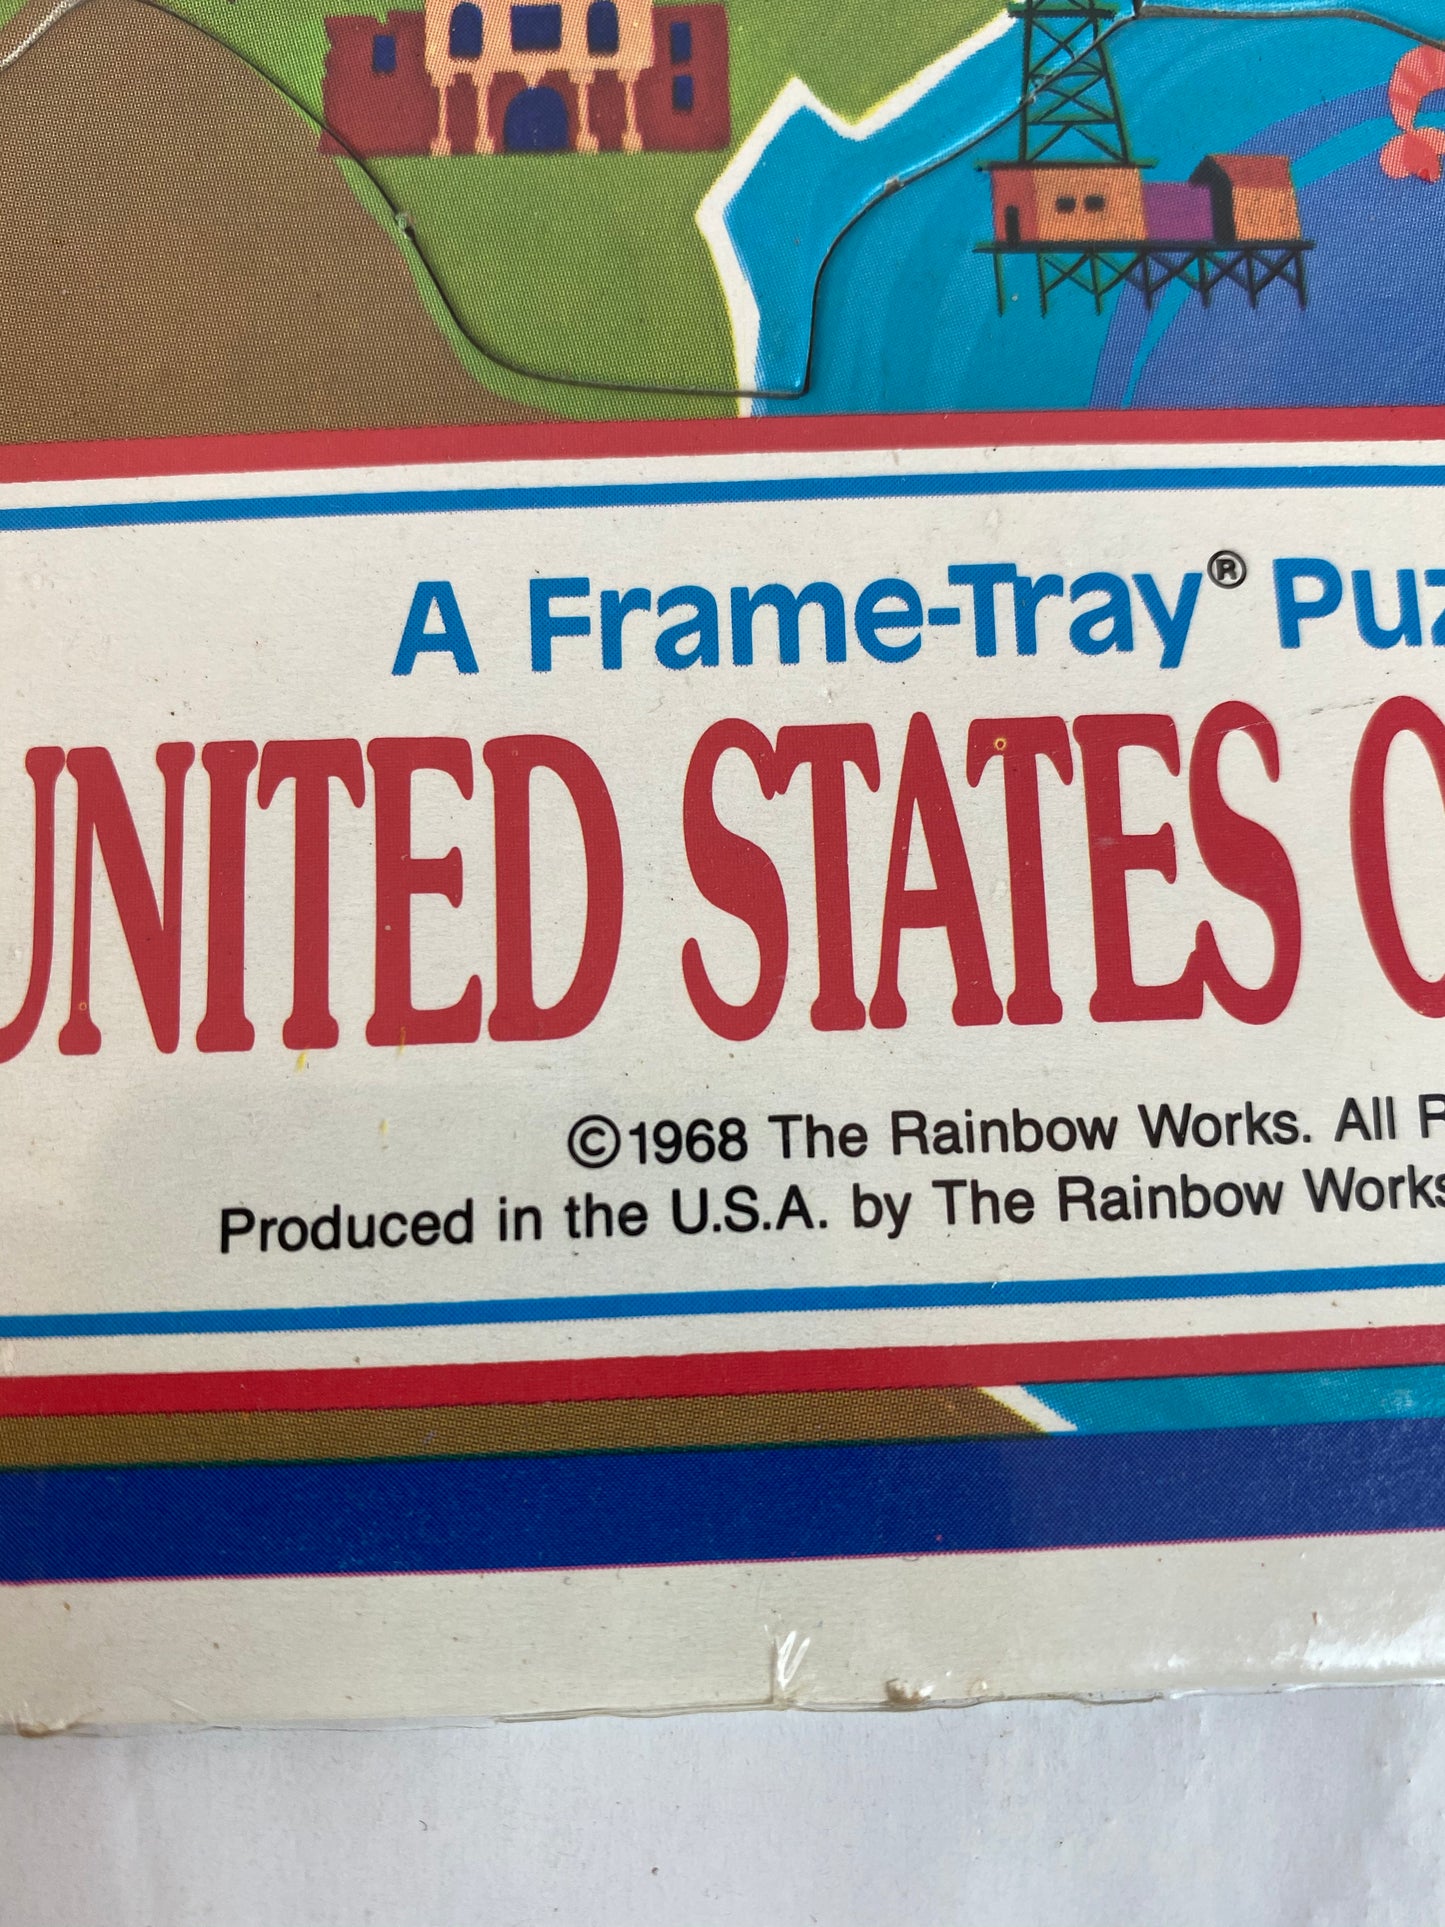 A Frame-Tray® Puz
UNITED STATES O
©1968 The Rainbow Works. All R
Produced in the U.S.A. by The Rainbow Works